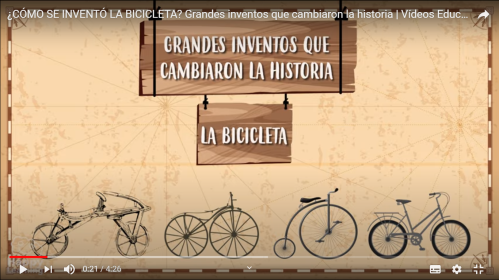 ¿CÓMO SE INVENTÓ LA BICICLETA? Grandes inventos que cambiaron la historia | Vídeos Educ...
GRANDES INVENTOS QUE
CAMBIARON LA HISTORIA
LA BICICLETA
0:21 / 4:26